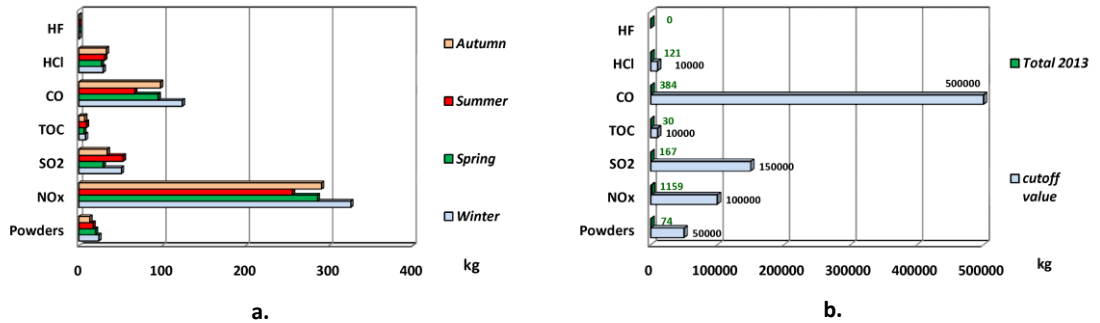 HF
HCl
CO
TOC
SO2
NOx
Powders
0
100
200
300
400
kg
Autumn
Summer
Spring
Winter
a.
HF
HCl
CO
TOC
SO2
NOx
Powders
0
121
10000
384
500000
30
10000
167
150000
1159
100000
74
50000
0
100000
200000
300000
400000
500000
kg
Total 2013
cutoff
value
b.